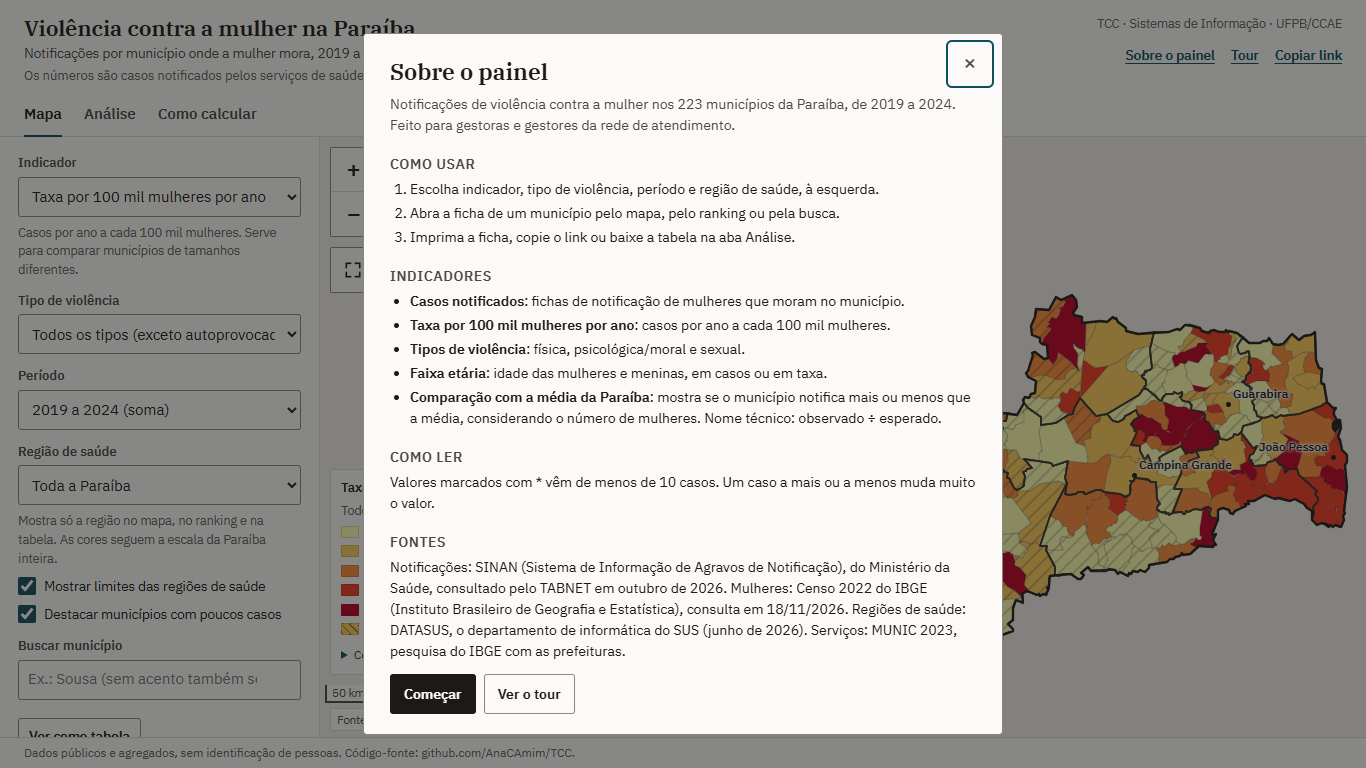 Violência contra a mulher na Paraíba
Notificações por município onde a mulher mora, 2019 a
Os números são casos notificados pelos serviços de saúde
TCC · Sistemas de Informação · UFPB/CCAE
Sobre o painel Tour Copiar link
Mapa Análise Como calcular
Indicador
Taxa por 100 mil mulheres por ano
Casos por ano a cada 100 mil mulheres. Serve
para comparar municípios de tamanhos
diferentes.
Tipo de violência
Todos os tipos (exceto autoprovocac
Período
2019 a 2024 (soma)
Região de saúde
Toda a Paraíba
Mostra só a região no mapa, no ranking e na
tabela. As cores seguem a escala da Paraíba
inteira.
Mostrar limites das regiões de saúde
Destacar municípios com poucos casos
Buscar município
Ex.: Sousa (sem acento também se
Ver como tabela
+
−
Taxa
Todo
50 km
Fonte
Sobre o painel
×
Notificações de violência contra a mulher nos 223 municípios da Paraíba, de 2019 a 2024.
Feito para gestoras e gestores da rede de atendimento.
COMO USAR
1. Escolha indicador, tipo de violência, período e região de saúde, à esquerda.
2. Abra a ficha de um município pelo mapa, pelo ranking ou pela busca.
3. Imprima a ficha, copie o link ou baixe a tabela na aba Análise.
INDICADORES
• Casos notificados: fichas de notificação de mulheres que moram no município.
• Taxa por 100 mil mulheres por ano: casos por ano a cada 100 mil mulheres.
• Tipos de violência: física, psicológica/moral e sexual.
• Faixa etária: idade das mulheres e meninas, em casos ou em taxa.
• Comparação com a média da Paraíba: mostra se o município notifica mais ou menos que
a média, considerando o número de mulheres. Nome técnico: observado ÷ esperado.
COMO LER
Valores marcados com * vêm de menos de 10 casos. Um caso a mais ou a menos muda muito
o valor.
FONTES
Notificações: SINAN (Sistema de Informação de Agravos de Notificação), do Ministério da
Saúde, consultado pelo TABNET em outubro de 2026. Mulheres: Censo 2022 do IBGE
(Instituto Brasileiro de Geografia e Estatística), consulta em 18/11/2026. Regiões de saúde:
DATASUS, o departamento de informática do SUS (junho de 2026). Serviços: MUNIC 2023,
pesquisa do IBGE com as prefeituras.
Começar Ver o tour
Guarabira
João Pessoa
Campina Grande
Dados públicos e agregados, sem identificação de pessoas. Código-fonte: github.com/AnaCAmim/TCC.